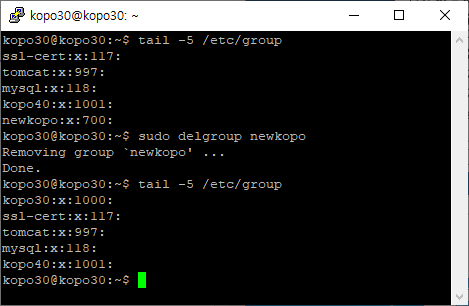 kopo30@kopo30: ~
kopo30@kopo30:~$ tail -5 /etc/group
ssl-cert:x:117:
tomcat:x:997:
mysql:x:118:
kopo40:x:1001:
newkopo:x:700:
kopo30@kopo30:~$ sudo delgroup newkopo
Removing group `newkopo' ...
Done.
kopo30@kopo30:~$ tail -5 /etc/group
kopo30:x:1000:
ssl-cert:x:117:
tomcat:x:997:
mysql:x:118:
kopo40:x:1001:
kopo30@kopo30:~$